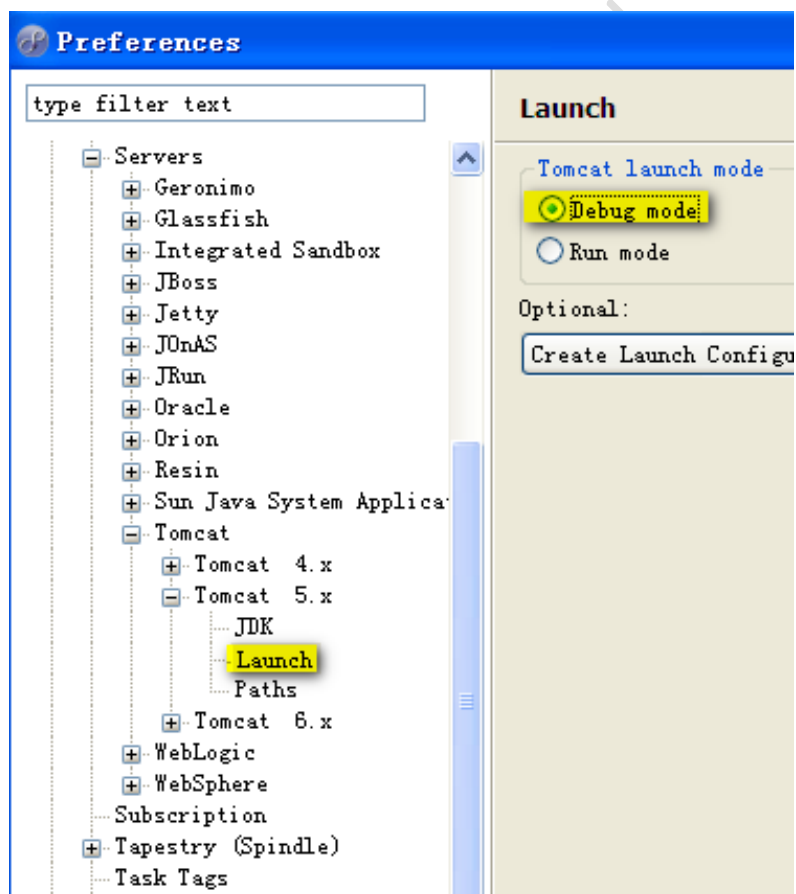 Preferences
type filter text
Servers
Geronimo
Glassfish
Integrated Sandbox
JBoss
Jetty
JOnAS
JRun
Oracle
Orion
Resin
Sun Java System Applica
Tomcat
Tomcat 4.x
Tomcat 5.x
JDK
Launch
Paths
Tomcat 6.x
WebLogic
WebSphere
Subscription
Tapestry (Spindle)
Task Tags
Launch
Tomcat launch mode
Debug mode
Run mode
Optional:
Create Launch Configu